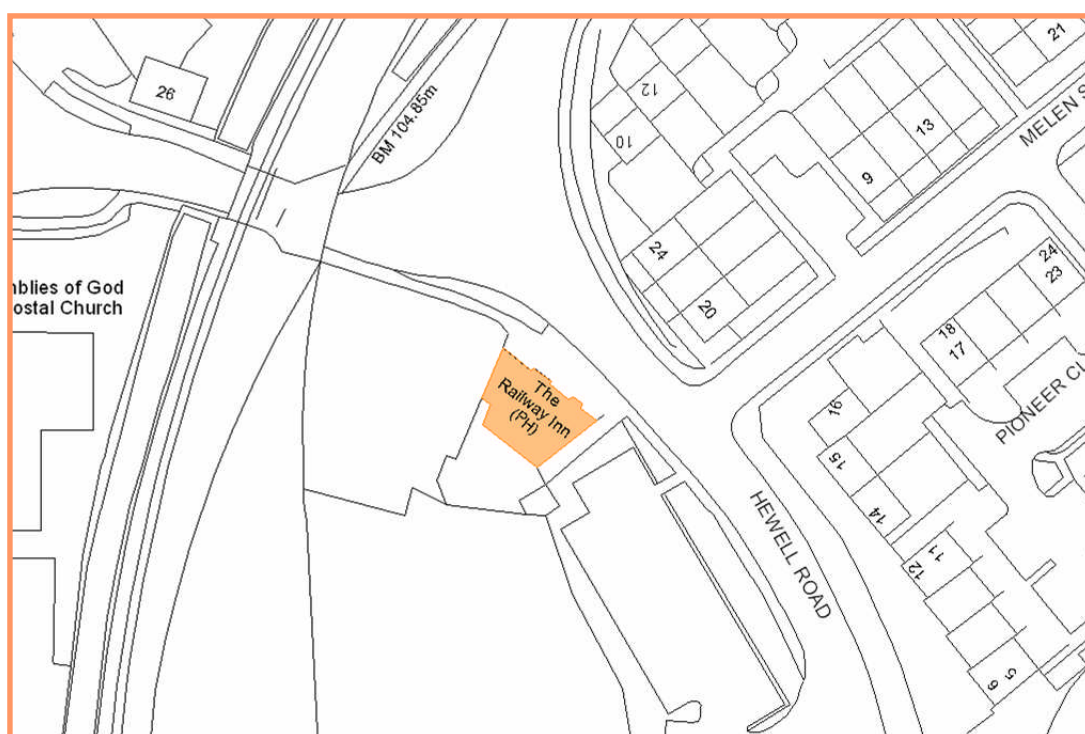 26
BM 104.85m
12
10
21
13
9
MELEN S
24
20
nblies of God
ostal Church
24
23
18
17
The
Railway Inn
(PH)
16
15
14
PIONEER CL
HEWELL ROAD
11
12
5
6